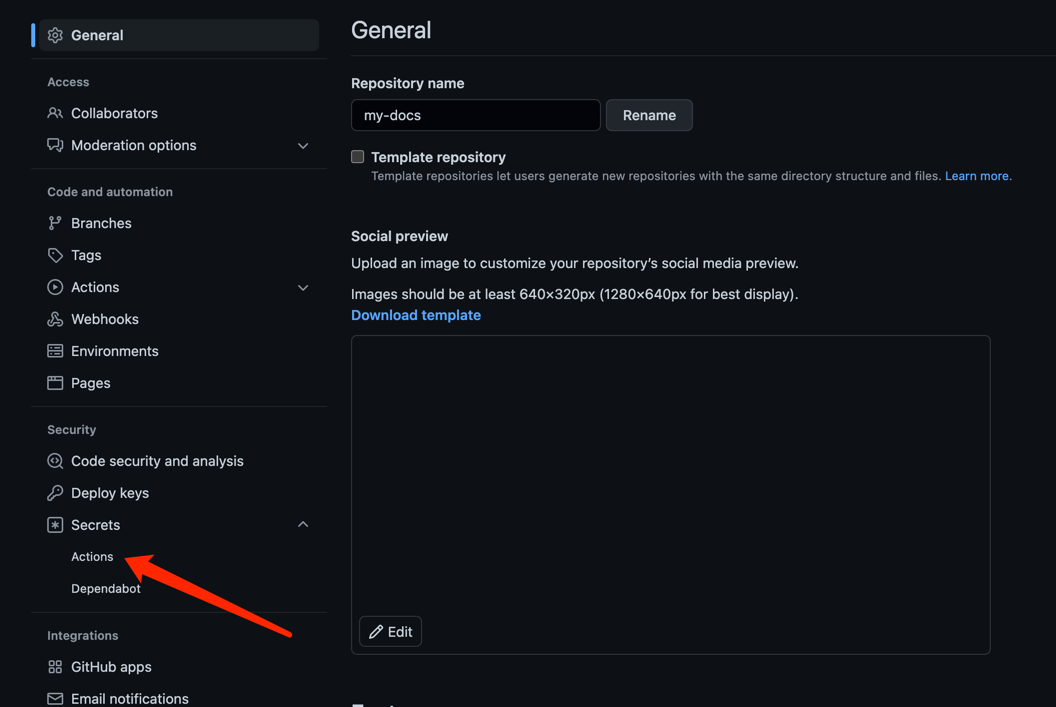 General
Access
Collaborators
Moderation options
Code and automation
Branches
Tags
Actions
Webhooks
Environments
Pages
Security
Code security and analysis
Deploy keys
Secrets
Actions
Dependabot
Integrations
GitHub apps
Email notifications
General
Repository name
my-docs
Rename
Template repository
Template repositories let users generate new repositories with the same directory structure and files. Learn more.
Social preview
Upload an image to customize your repository’s social media preview.
Images should be at least 640×320px (1280×640px for best display).
Download template
Edit